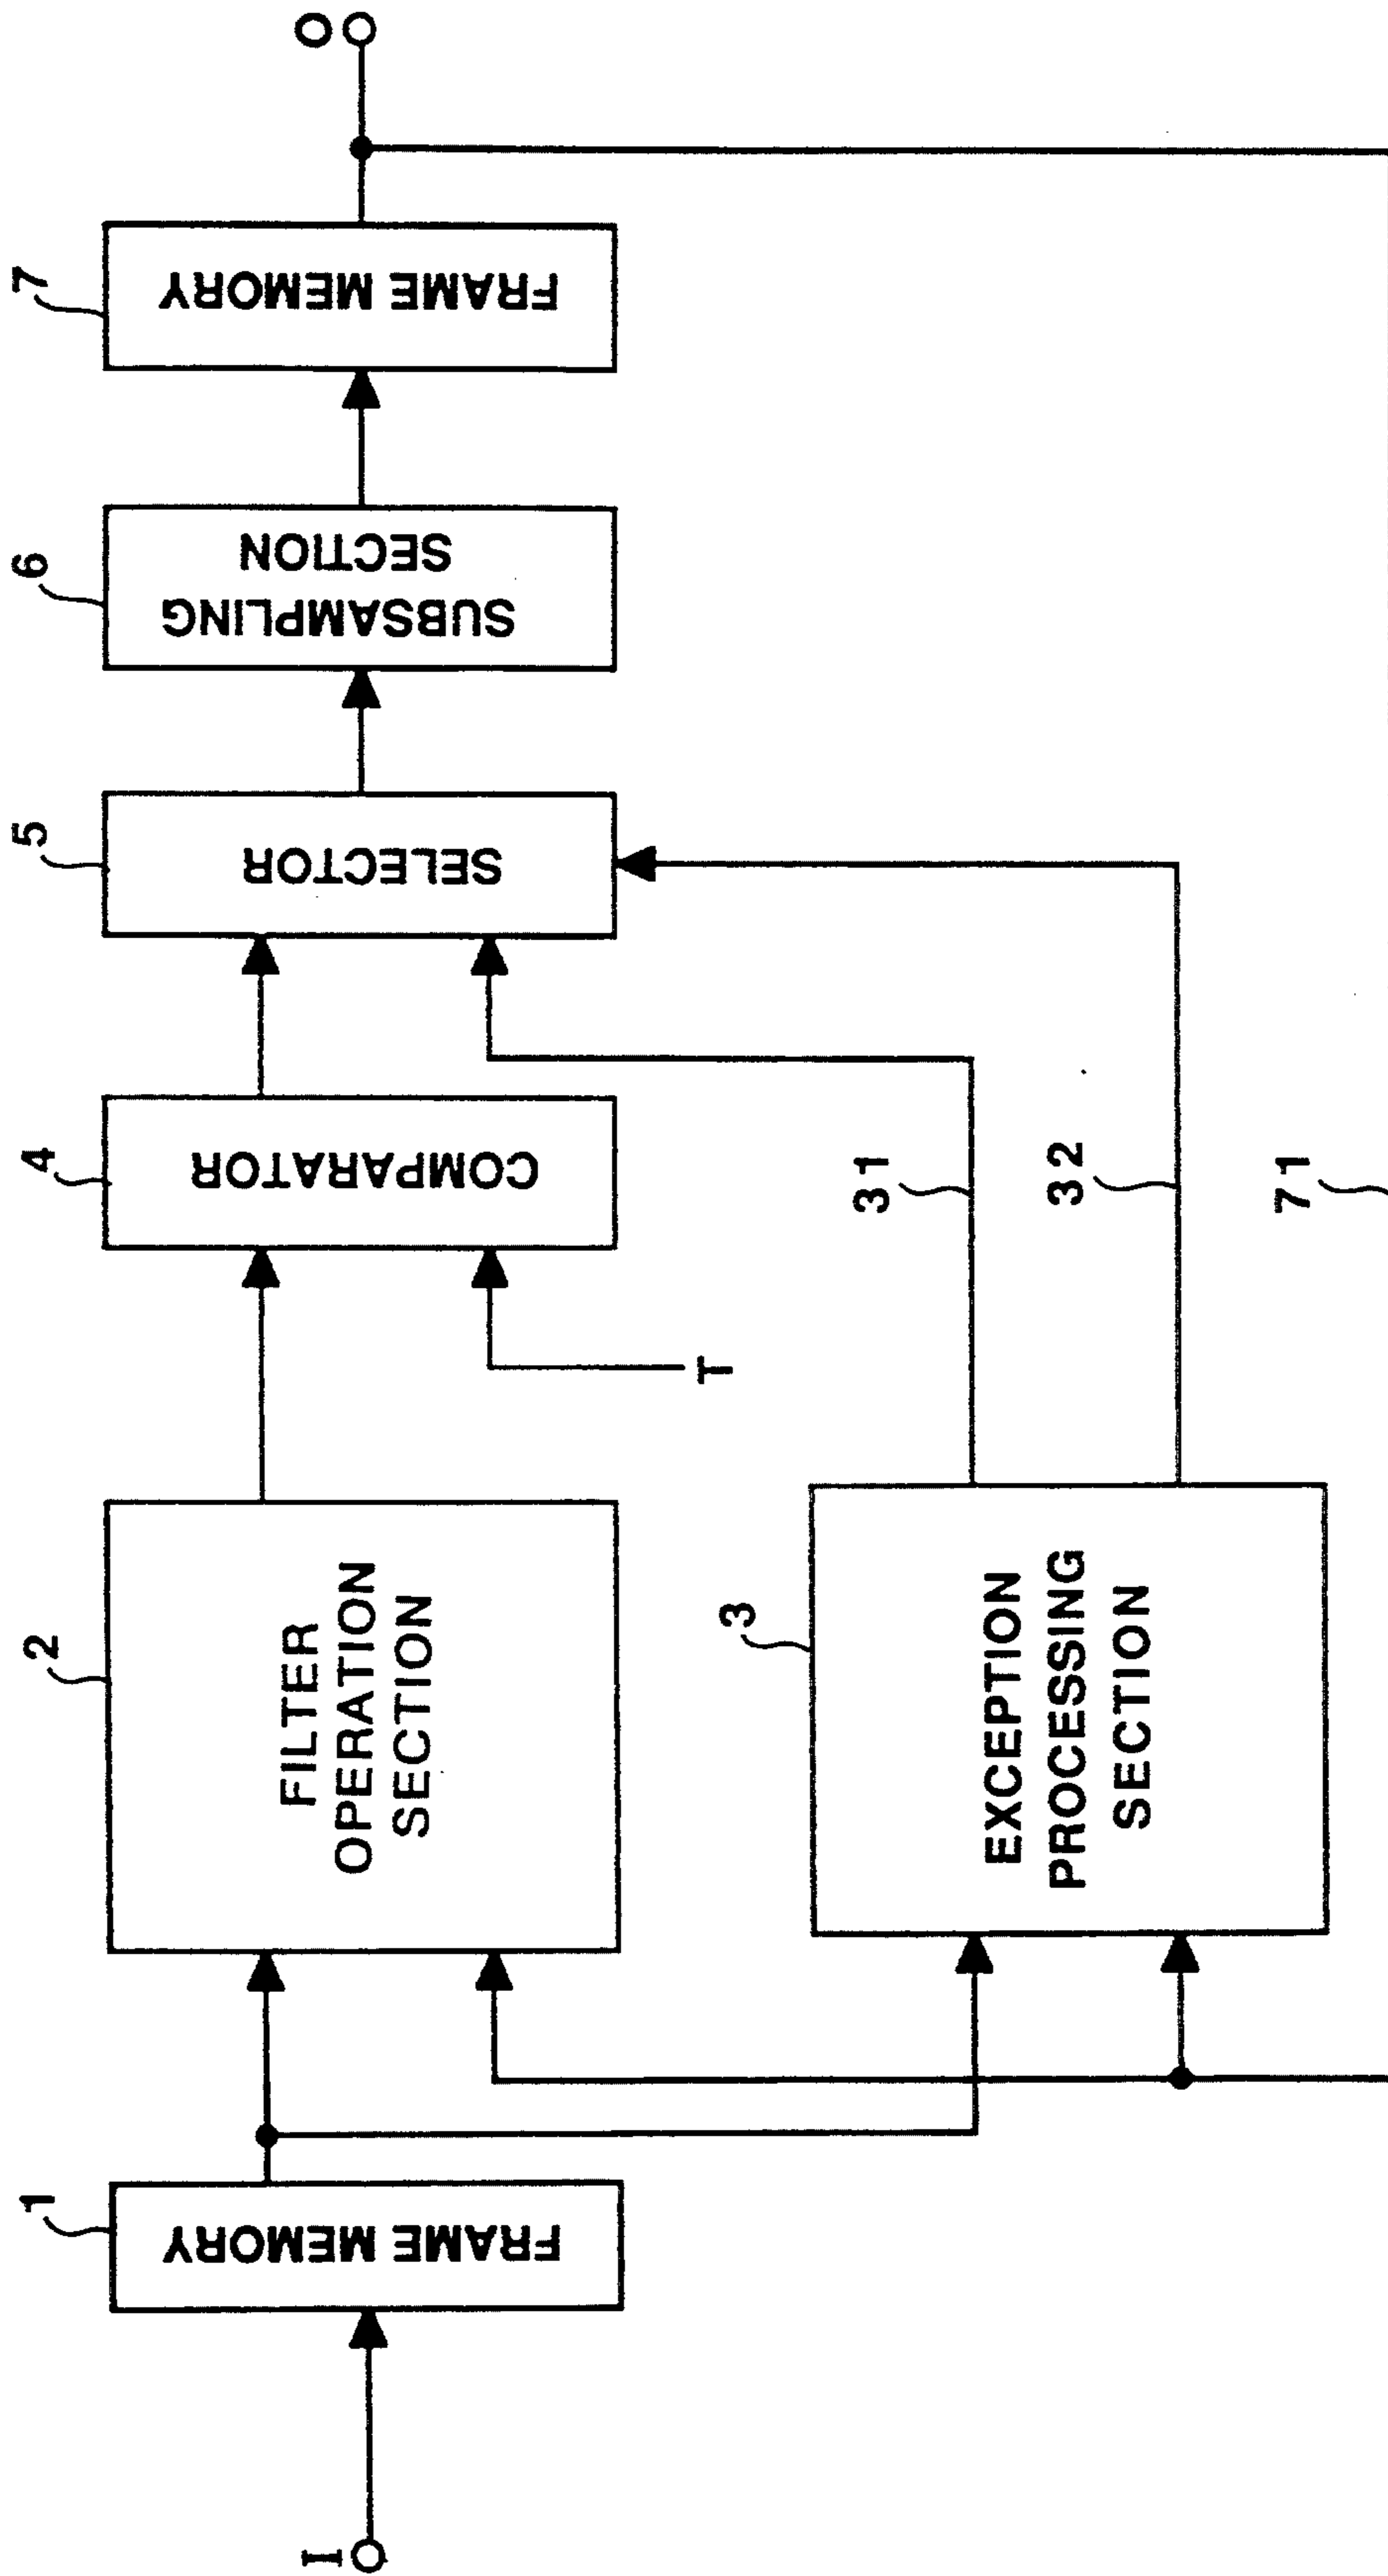 I
1
FRAME MEMORY
2
FILTER
OPERATION
SECTION
3
EXCEPTION
PROCESSING
SECTION
T
4
COMPARATOR
31
32
71
5
SELECTOR
6
SUBSAMPLING
SECTION
7
FRAME MEMORY
O